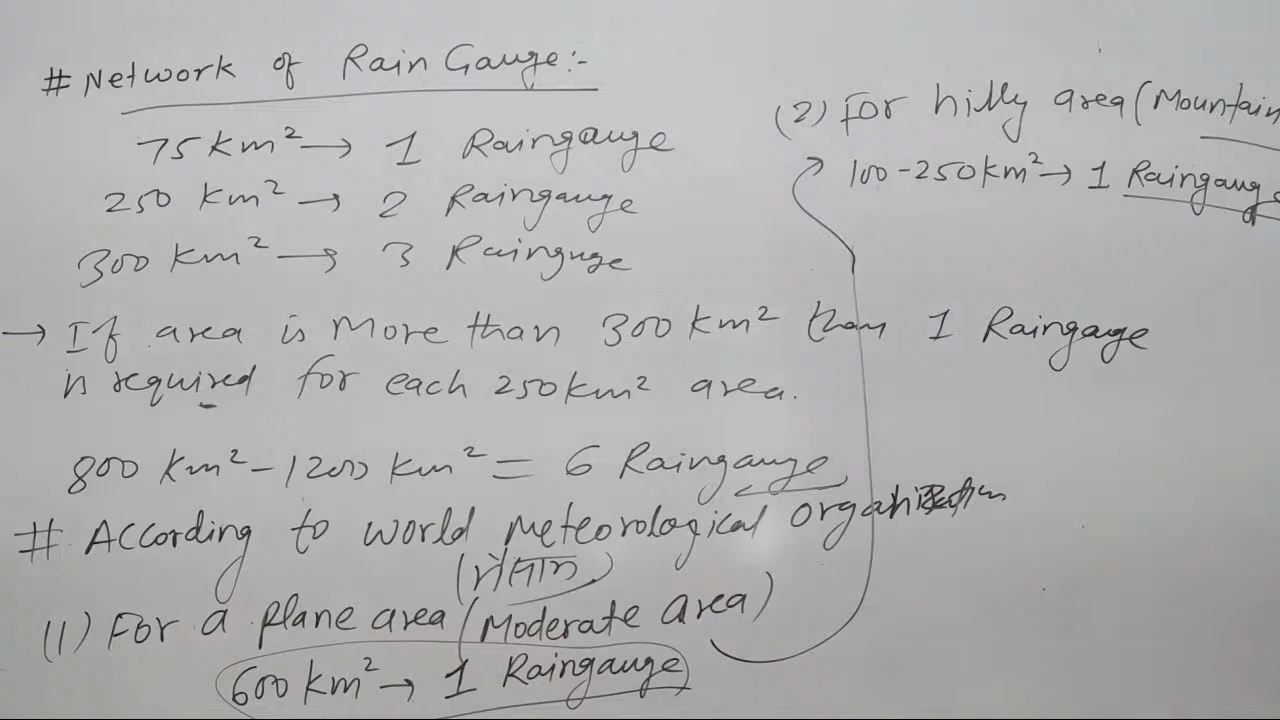 # Network of Rain Gauge:-
75 km² → 1 Raingauge
250 km² → 2 Raingauge
300 km² → 3 Rainguge
→ If area is More than 300 km² than 1 Raingauge
is required for each 250 km² area.
800 km² - 1200 km² = 6 Raingauge
# According to world Meteorological
(1) For a plane area (Moderate area)
600 km² → 1 Raingauge
(2) For hilly area (Mountain
100-250 km² → 1 Raingauge